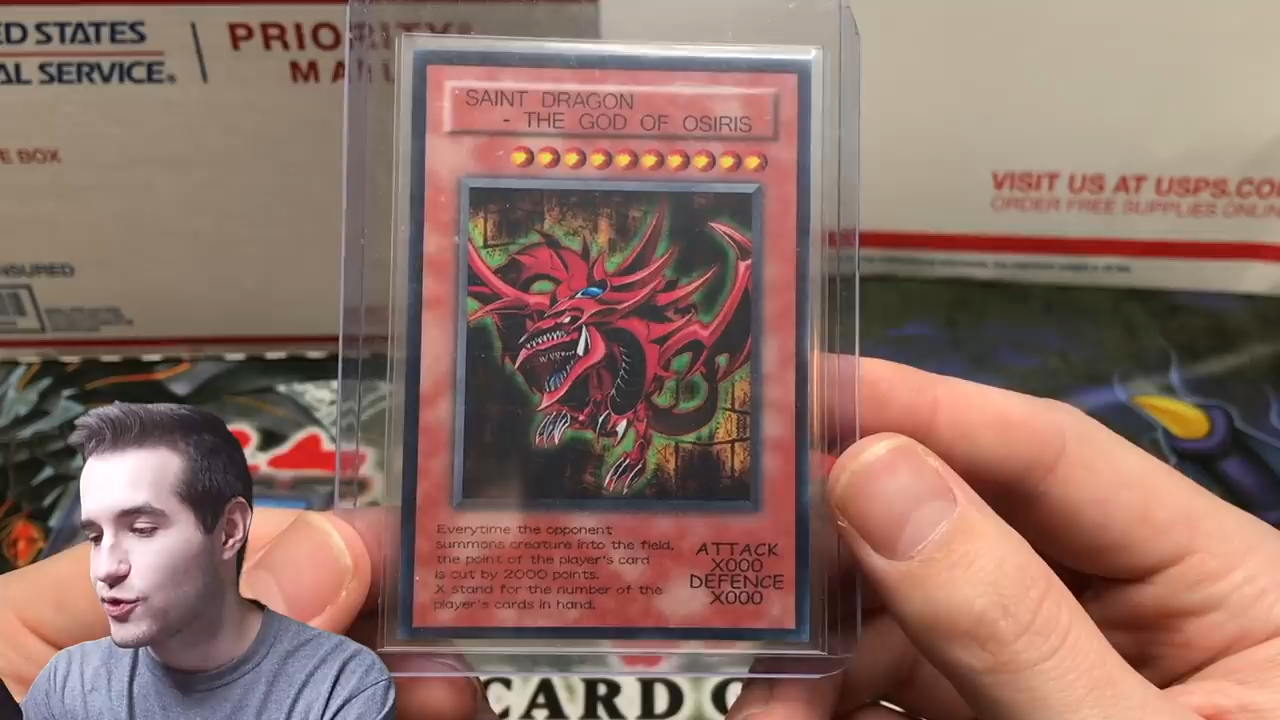 ED STATES
AL SERVICE®
PRIORITY®
MAIL
E BOX
NSURED
VISIT US AT USPS.CO
ORDER FREE SUPPLIES ONLIN
SAINT DRAGON
- THE GOD OF OSIRIS
Everytime the opponent
summons creature into the field,
the point of the player's card
is cut by 2000 points.
X stand for the number of the
player's cards in hand.
ATTACK
X000
DEFENCE
X000
CARD